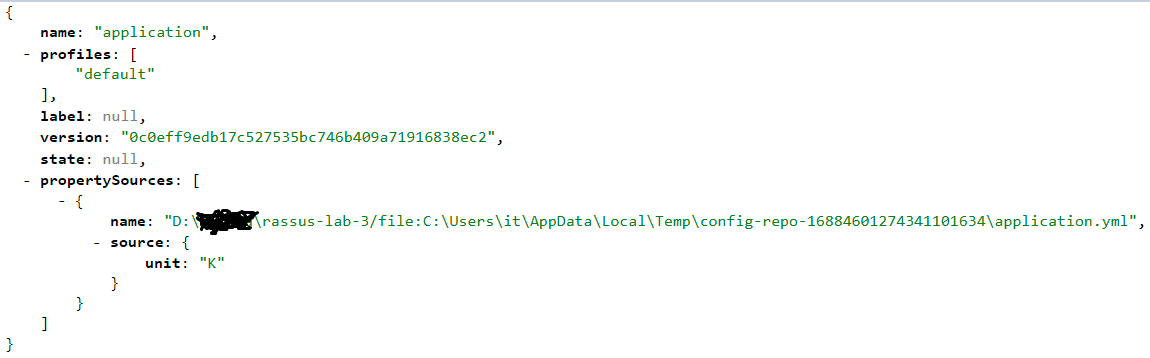 {
name: "application",
- profiles: [
"default"
],
label: null,
version: "0c0eff9edb17c527535bc746b409a71916838ec2",
state: null,
- propertySources: [
- {
name: "D:\\rassus-lab-3/file:C:\Users\it\AppData\Local\Temp\config-repo-16884601274341101634\application.yml",
- source: {
unit: "K"
}
}
]
}